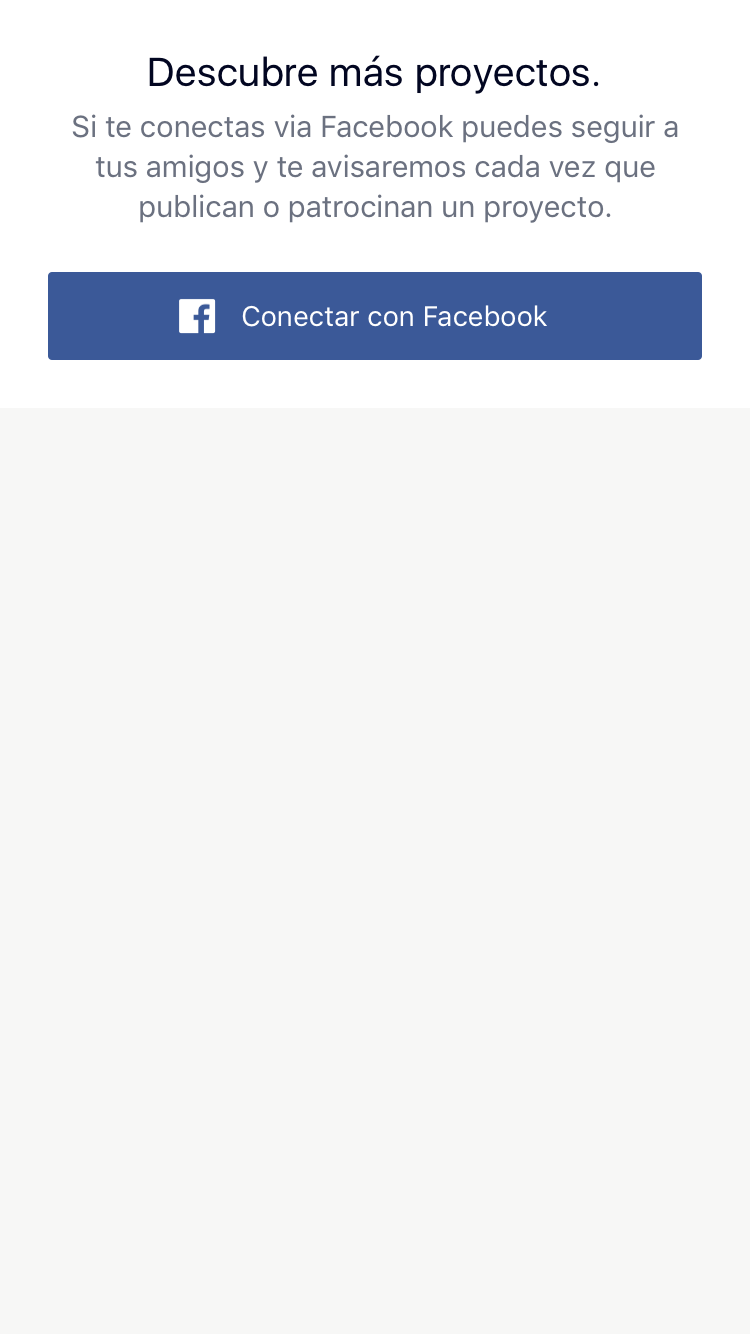 Descubre más proyectos.
Si te conectas via Facebook puedes seguir a
tus amigos y te avisaremos cada vez que
publican o patrocinan un proyecto.
Conectar con Facebook